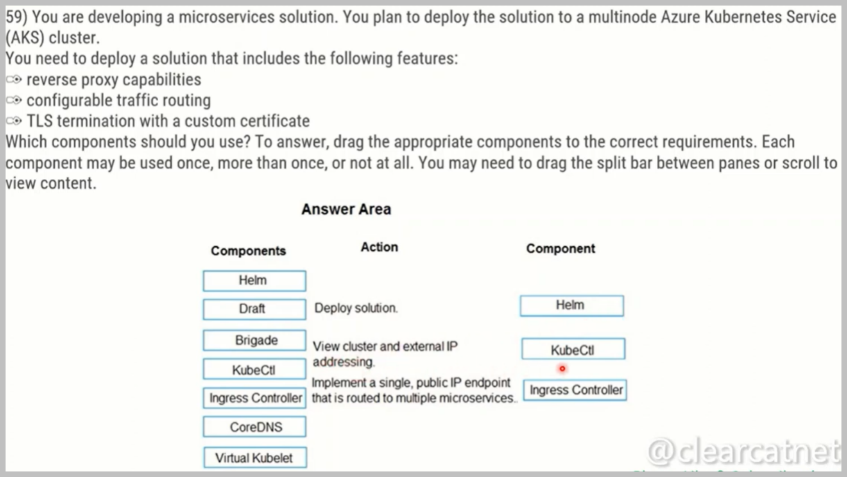 59) You are developing a microservices solution. You plan to deploy the solution to a multinode Azure Kubernetes Service
(AKS) cluster.
You need to deploy a solution that includes the following features:
reverse proxy capabilities
configurable traffic routing
TLS termination with a custom certificate
Which components should you use? To answer, drag the appropriate components to the correct requirements. Each
component may be used once, more than once, or not at all. You may need to drag the split bar between panes or scroll to
view content.
Answer Area
Components Action Component
Helm
Draft Deploy solution. Helm
Brigade View cluster and external IP KubeCtl
addressing.
KubeCtl
Implement a single, public IP endpoint Ingress Controller
Ingress Controller that is routed to multiple microservices..
CoreDNS
Virtual Kubelet
@clearcatnet